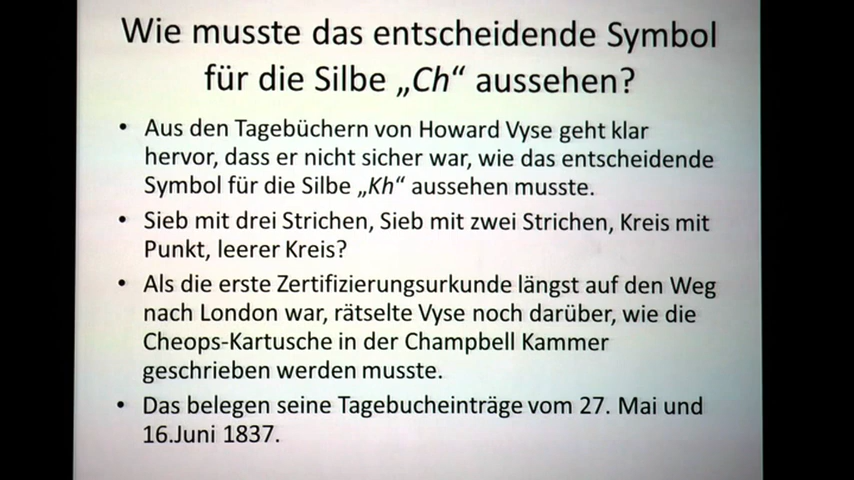 Wie musste das entscheidende Symbol
für die Silbe „Ch“ aussehen?
• Aus den Tagebüchern von Howard Vyse geht klar
hervor, dass er nicht sicher war, wie das entscheidende
Symbol für die Silbe „Kh“ aussehen musste.
• Sieb mit drei Strichen, Sieb mit zwei Strichen, Kreis mit
Punkt, leerer Kreis?
• Als die erste Zertifizierungsurkunde längst auf den Weg
nach London war, rätselte Vyse noch darüber, wie die
Cheops-Kartusche in der Champbell Kammer
geschrieben werden musste.
• Das belegen seine Tagebucheinträge vom 27. Mai und
16.Juni 1837.